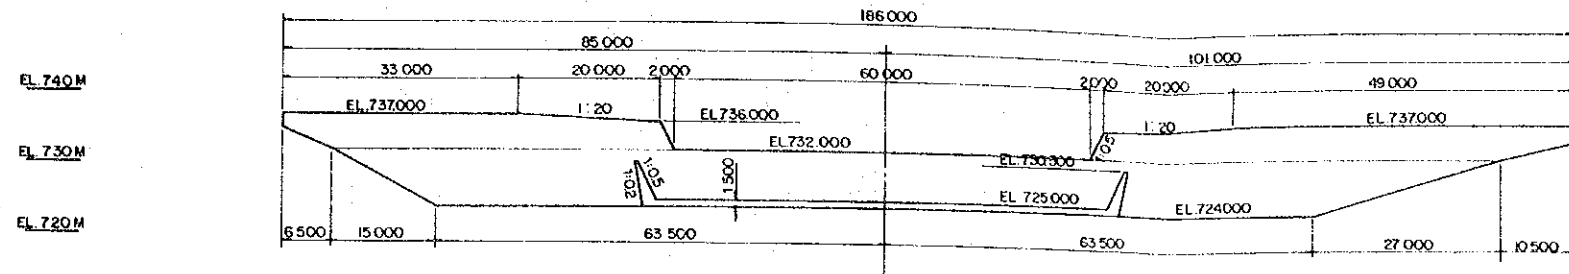 186 000
85 000
101 000
33 000 20 000 2 000 60 000 2 000 20 000 49 000
EL.740 M
EL.737.000 1:20 EL.736.000 1:20 EL.737.000
EL.732.000 1:0.5
EL.730 M
EL.730.300
1:0.2 1:0.5 1 500
EL 725 000 EL.724 000
EL.720 M
6 500 15 000 63 500 63 500 27 000 10 500